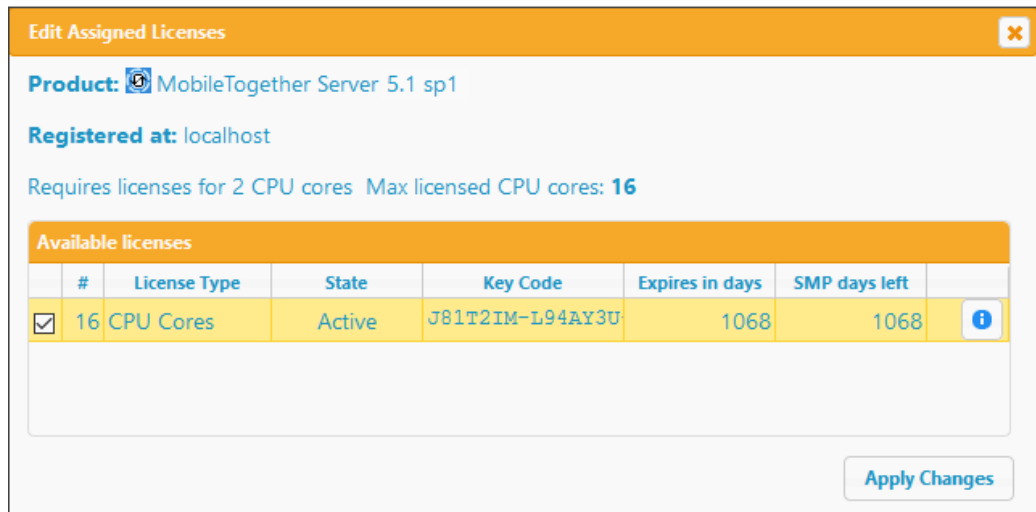 Edit Assigned Licenses
Product: MobileTogether Server 5.1 sp1
Registered at: localhost
Requires licenses for 2 CPU cores Max licensed CPU cores: 16
Available licenses
# License Type State Key Code Expires in days SMP days left
16 CPU Cores Active J81T2IM-L94AY3U- 1068 1068
Apply Changes